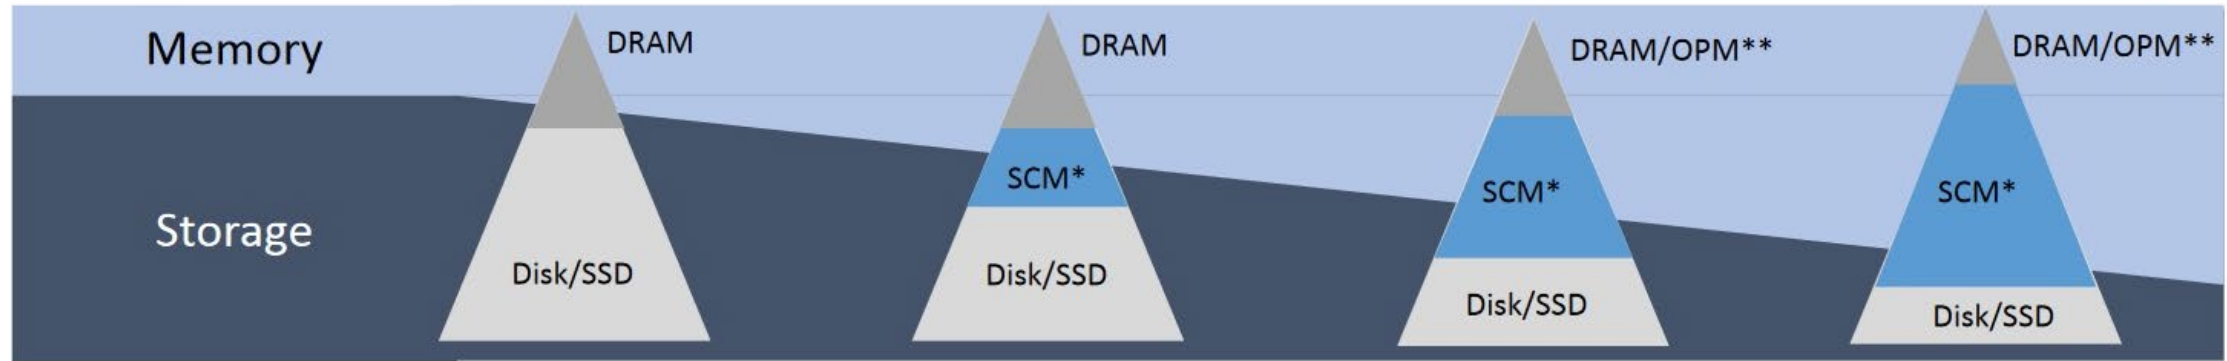 Memory
Storage
DRAM
Disk/SSD
DRAM
SCM*
Disk/SSD
DRAM/OPM**
SCM*
Disk/SSD
DRAM/OPM**
SCM*
Disk/SSD